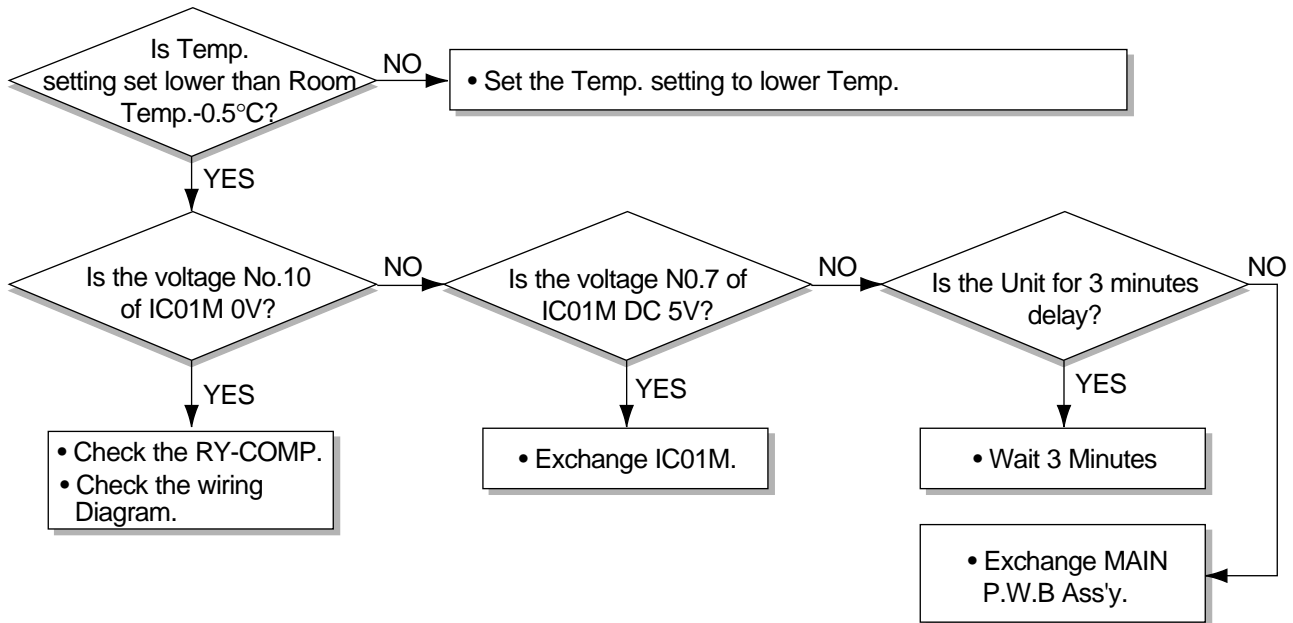 Is Temp.
setting set lower than Room
Temp.-0.5°C?
NO
• Set the Temp. setting to lower Temp.
YES
Is the voltage No.10
of IC01M 0V?
NO
Is the voltage N0.7 of
IC01M DC 5V?
NO
Is the Unit for 3 minutes
delay?
NO
YES
• Check the RY-COMP.
• Check the wiring
Diagram.
YES
• Exchange IC01M.
YES
• Wait 3 Minutes
• Exchange MAIN
P.W.B Ass'y.